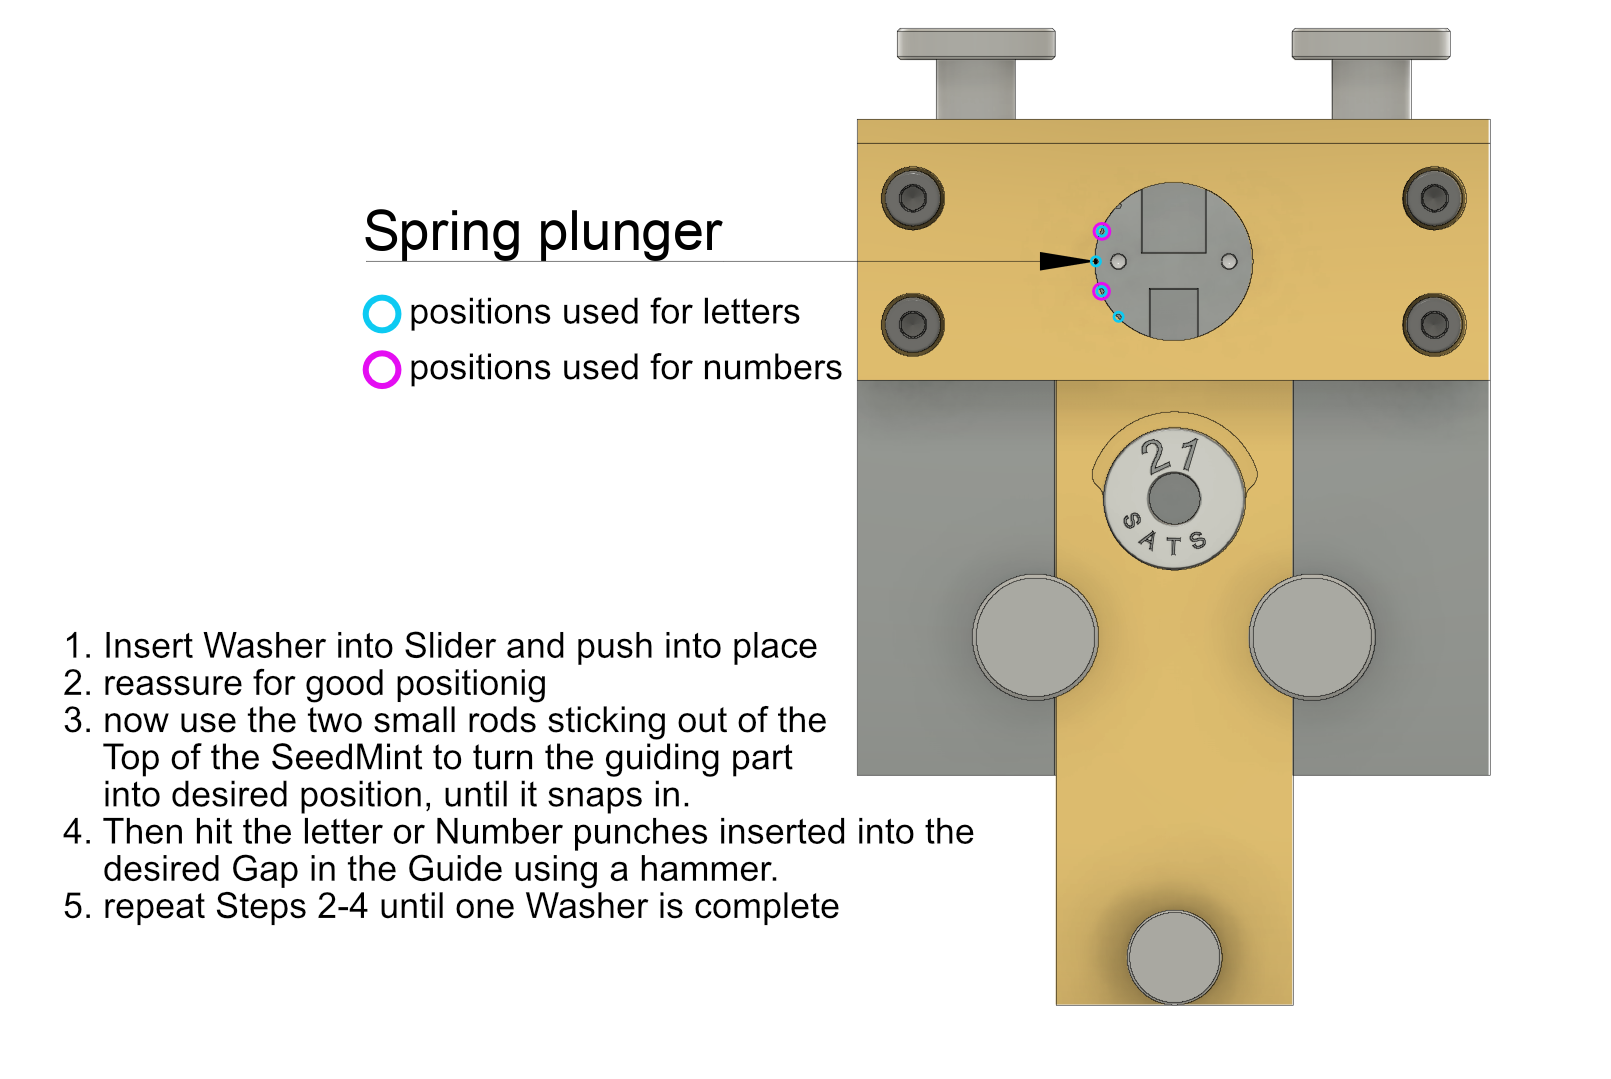 Spring plunger
positions used for letters
positions used for numbers
21
SATS
1. Insert Washer into Slider and push into place
2. reassure for good positionig
3. now use the two small rods sticking out of the
Top of the SeedMint to turn the guiding part
into desired position, until it snaps in.
4. Then hit the letter or Number punches inserted into the
desired Gap in the Guide using a hammer.
5. repeat Steps 2-4 until one Washer is complete